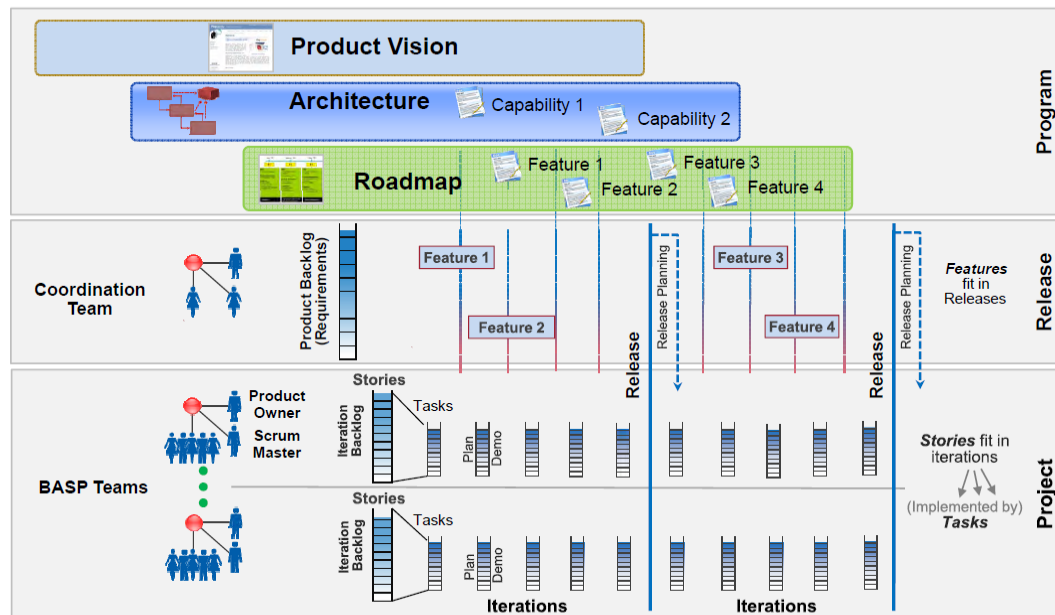 Product Vision
Architecture
Capability 1
Capability 2
Roadmap
Feature 1
Feature 2
Feature 3
Feature 4
Program
Coordination
Team
Product Backlog
(Requirements)
Feature 1
Feature 2
Release
Release Planning
Feature 3
Feature 4
Release
Release Planning
Features
fit in
Releases
Release
BASP Teams
Product
Owner
Scrum
Master
Stories
Iteration
Backlog
Tasks
Plan
Demo
Stories
Iteration
Backlog
Tasks
Plan
Demo
Iterations
Iterations
Stories fit in
iterations
(Implemented by)
Tasks
Project